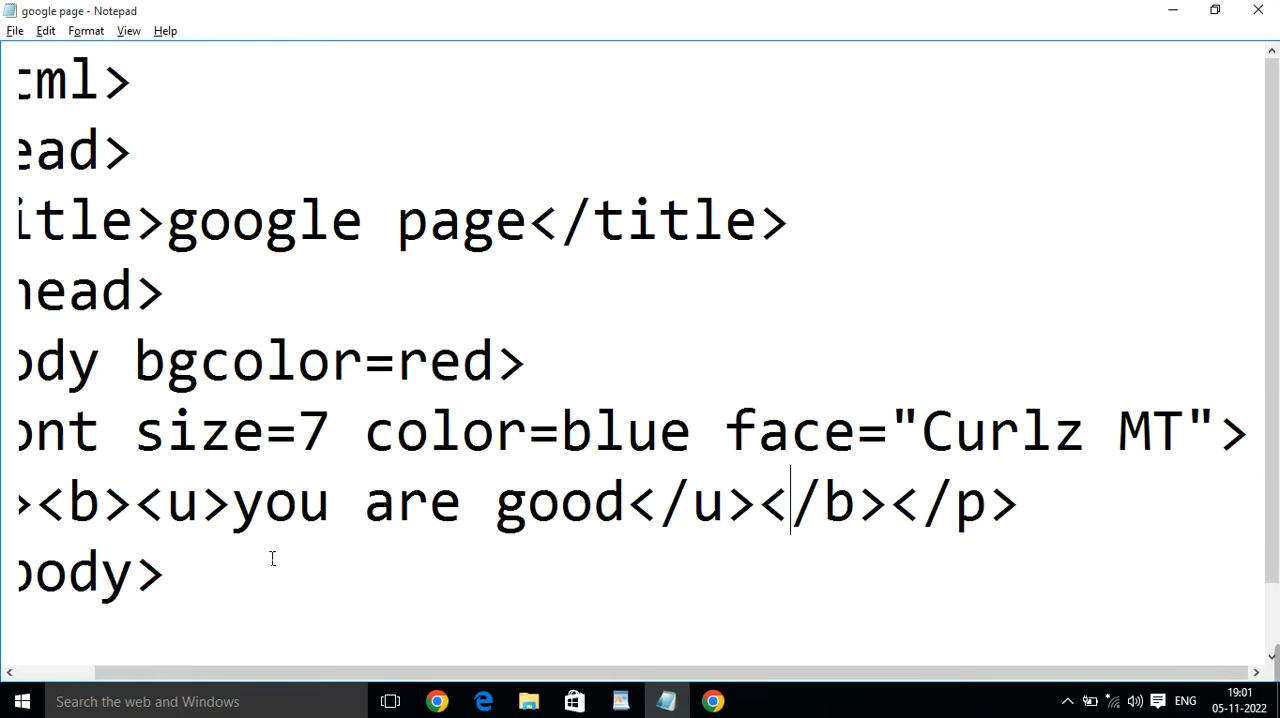 google page - Notepad
File Edit Format View Help
tml>
ead>
itle>google page</title>
head>
ody bgcolor=red>
ont size=7 color=blue face="Curlz MT">
><b><u>you are good</u></b></p>
body>
Search the web and Windows
ENG
19:01
05-11-2022